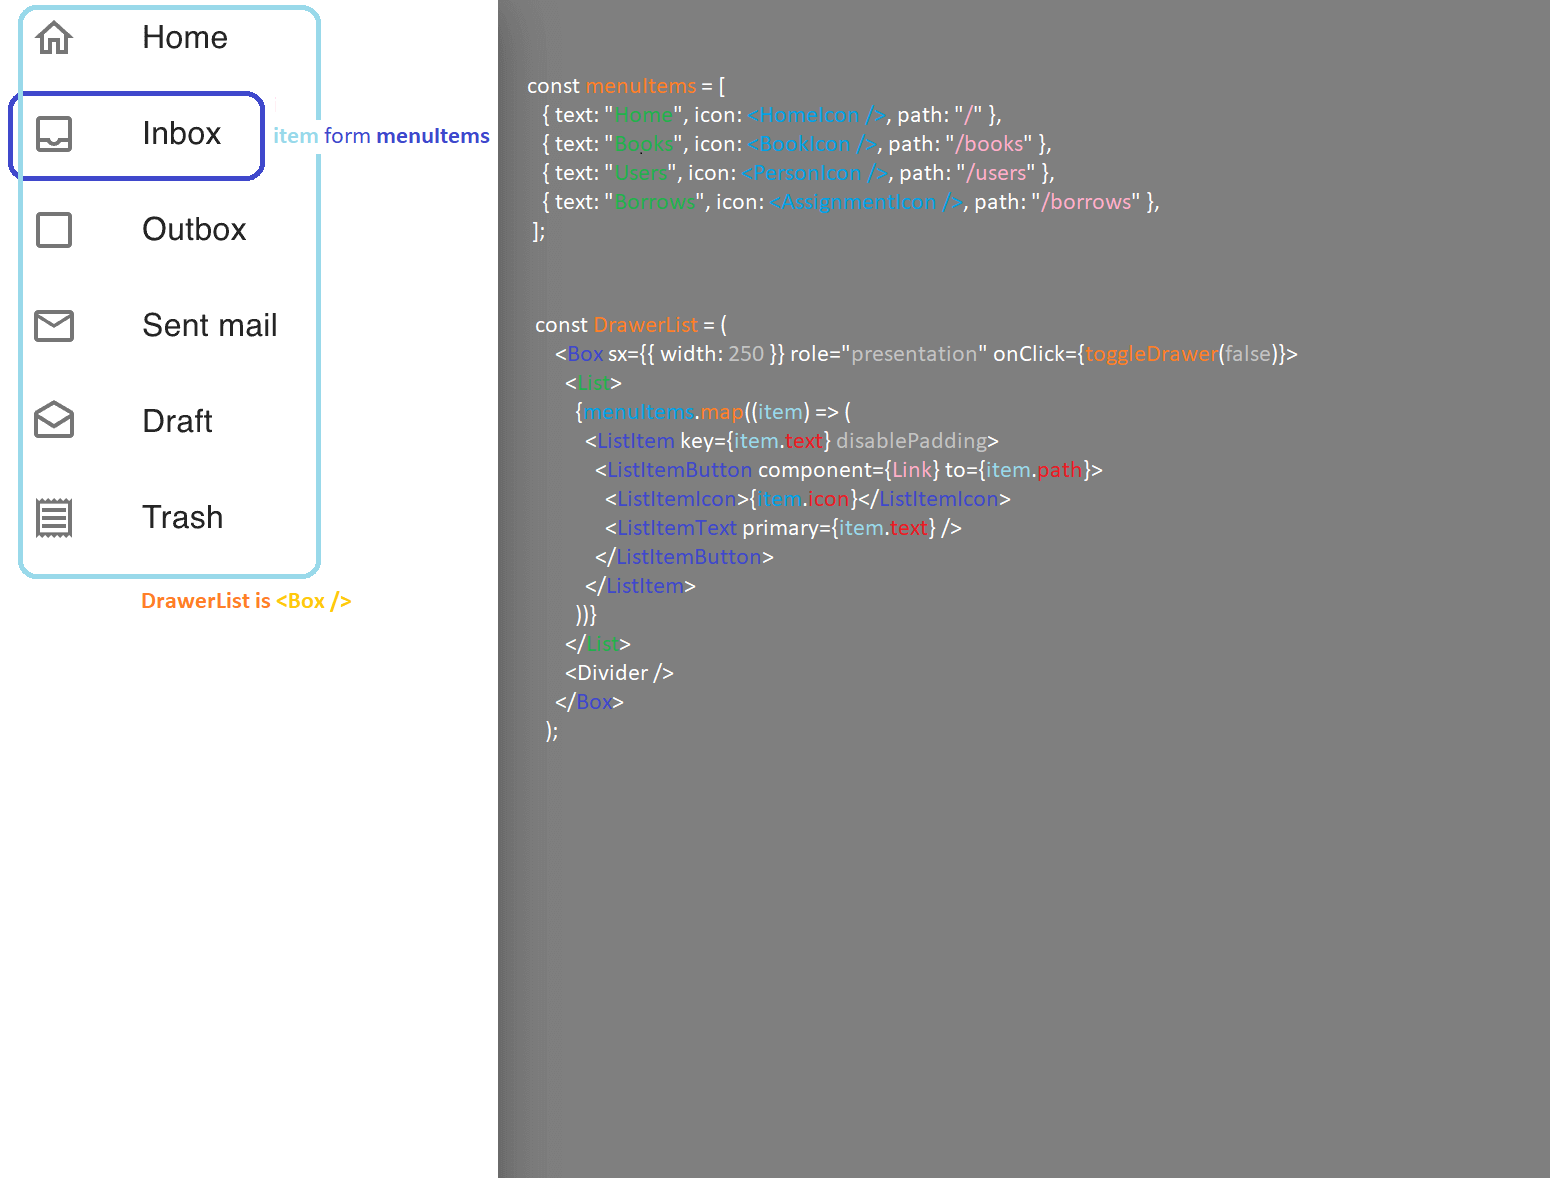 Home
Inbox
item form menuItems
Outbox
Sent mail
Draft
Trash
DrawerList is <Box />
const menuItems = [
{ text: "Home", icon: <HomeIcon />, path: "/" },
{ text: "Books", icon: <BookIcon />, path: "/books" },
{ text: "Users", icon: <PersonIcon />, path: "/users" },
{ text: "Borrows", icon: <AssignmentIcon />, path: "/borrows" },
];
const DrawerList = (
<Box sx={{ width: 250 }} role="presentation" onClick={toggleDrawer(false)}>
<List>
{menuItems.map((item) => (
<ListItem key={item.text} disablePadding>
<ListItemButton component={Link} to={item.path}>
<ListItemIcon>{item.icon}</ListItemIcon>
<ListItemText primary={item.text} />
</ListItemButton>
</ListItem>
))}
</List>
<Divider />
</Box>
);